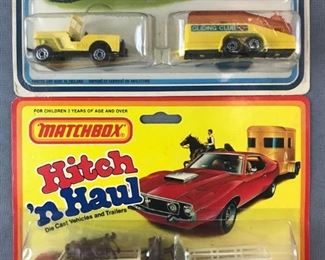 GLIDING CLUB
FOR CHILDREN 3 YEARS OF AGE AND OVER
MATCHBOX
Hitch
'n Haul
Die Cast Vehicles and Trailers